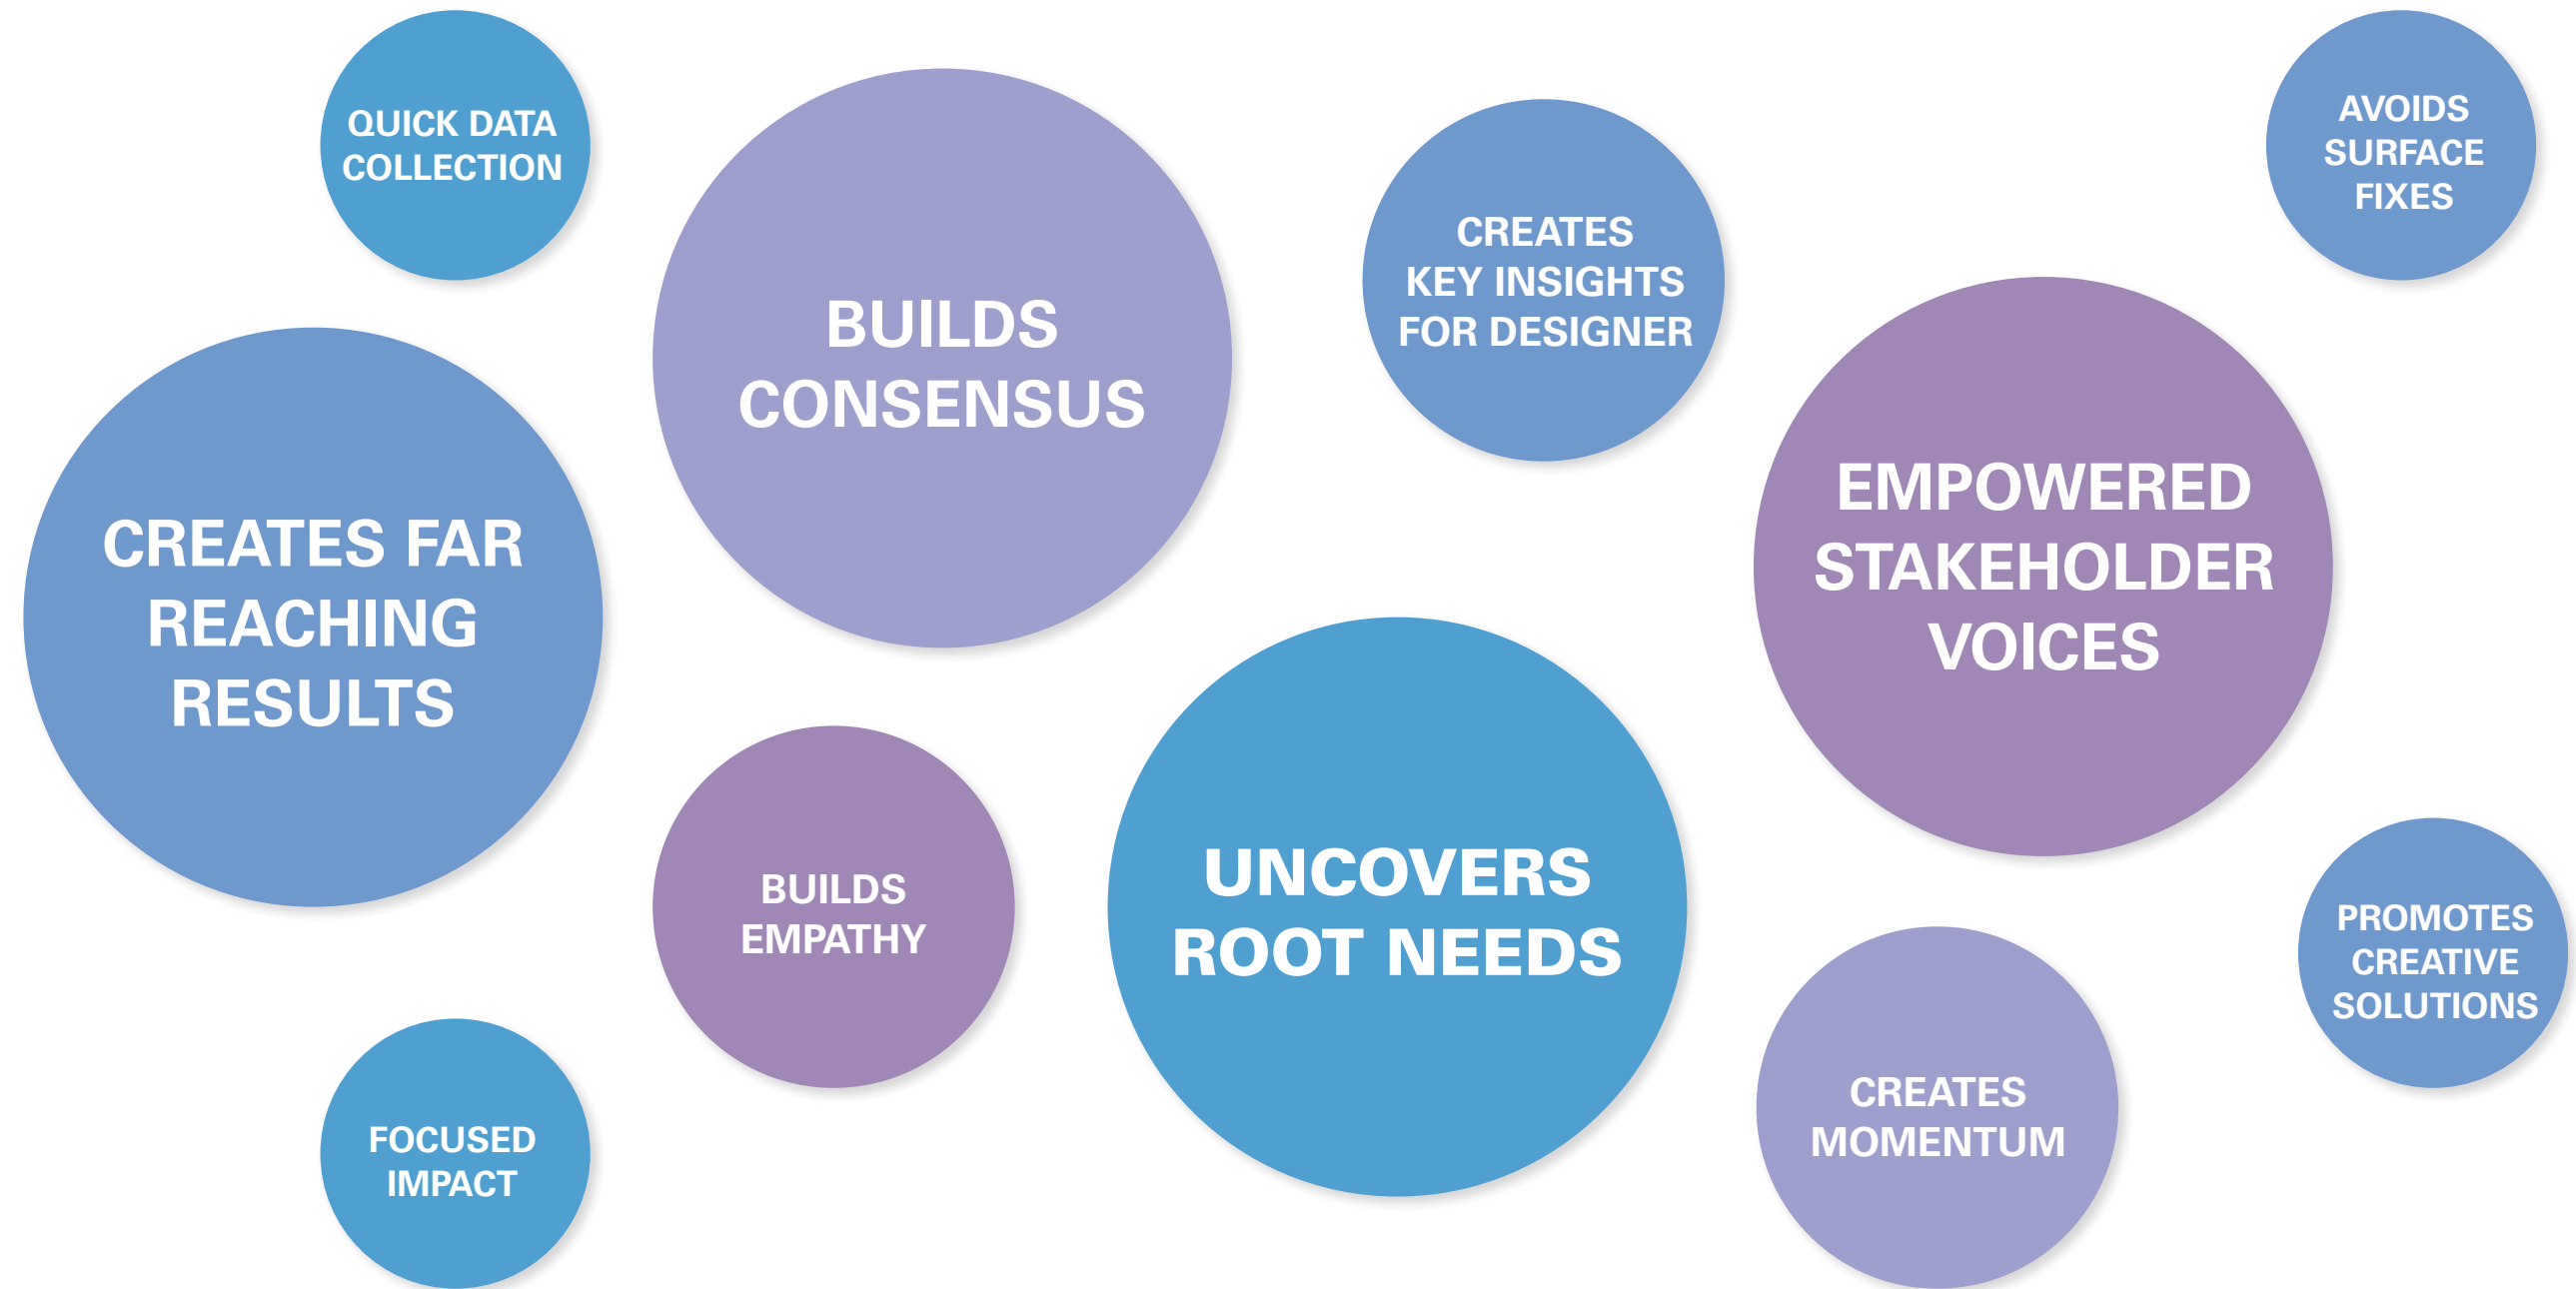 QUICK DATA
COLLECTION
BUILDS
CONSENSUS
CREATES
KEY INSIGHTS
FOR DESIGNER
AVOIDS
SURFACE
FIXES
CREATES FAR
REACHING
RESULTS
EMPOWERED
STAKEHOLDER
VOICES
BUILDS
EMPATHY
UNCOVERS
ROOT NEEDS
PROMOTES
CREATIVE
SOLUTIONS
FOCUSED
IMPACT
CREATES
MOMENTUM